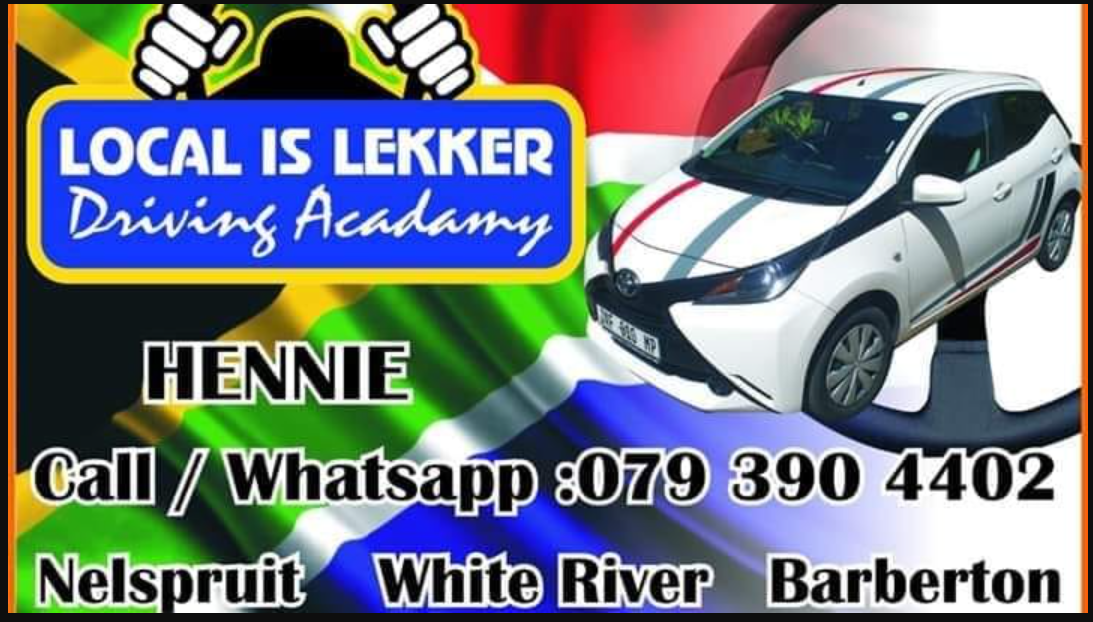 LOCAL IS LEKKER
Driving Acadamy
HENNIE
Call / Whatsapp :079 390 4402
Nelspruit White River Barberton